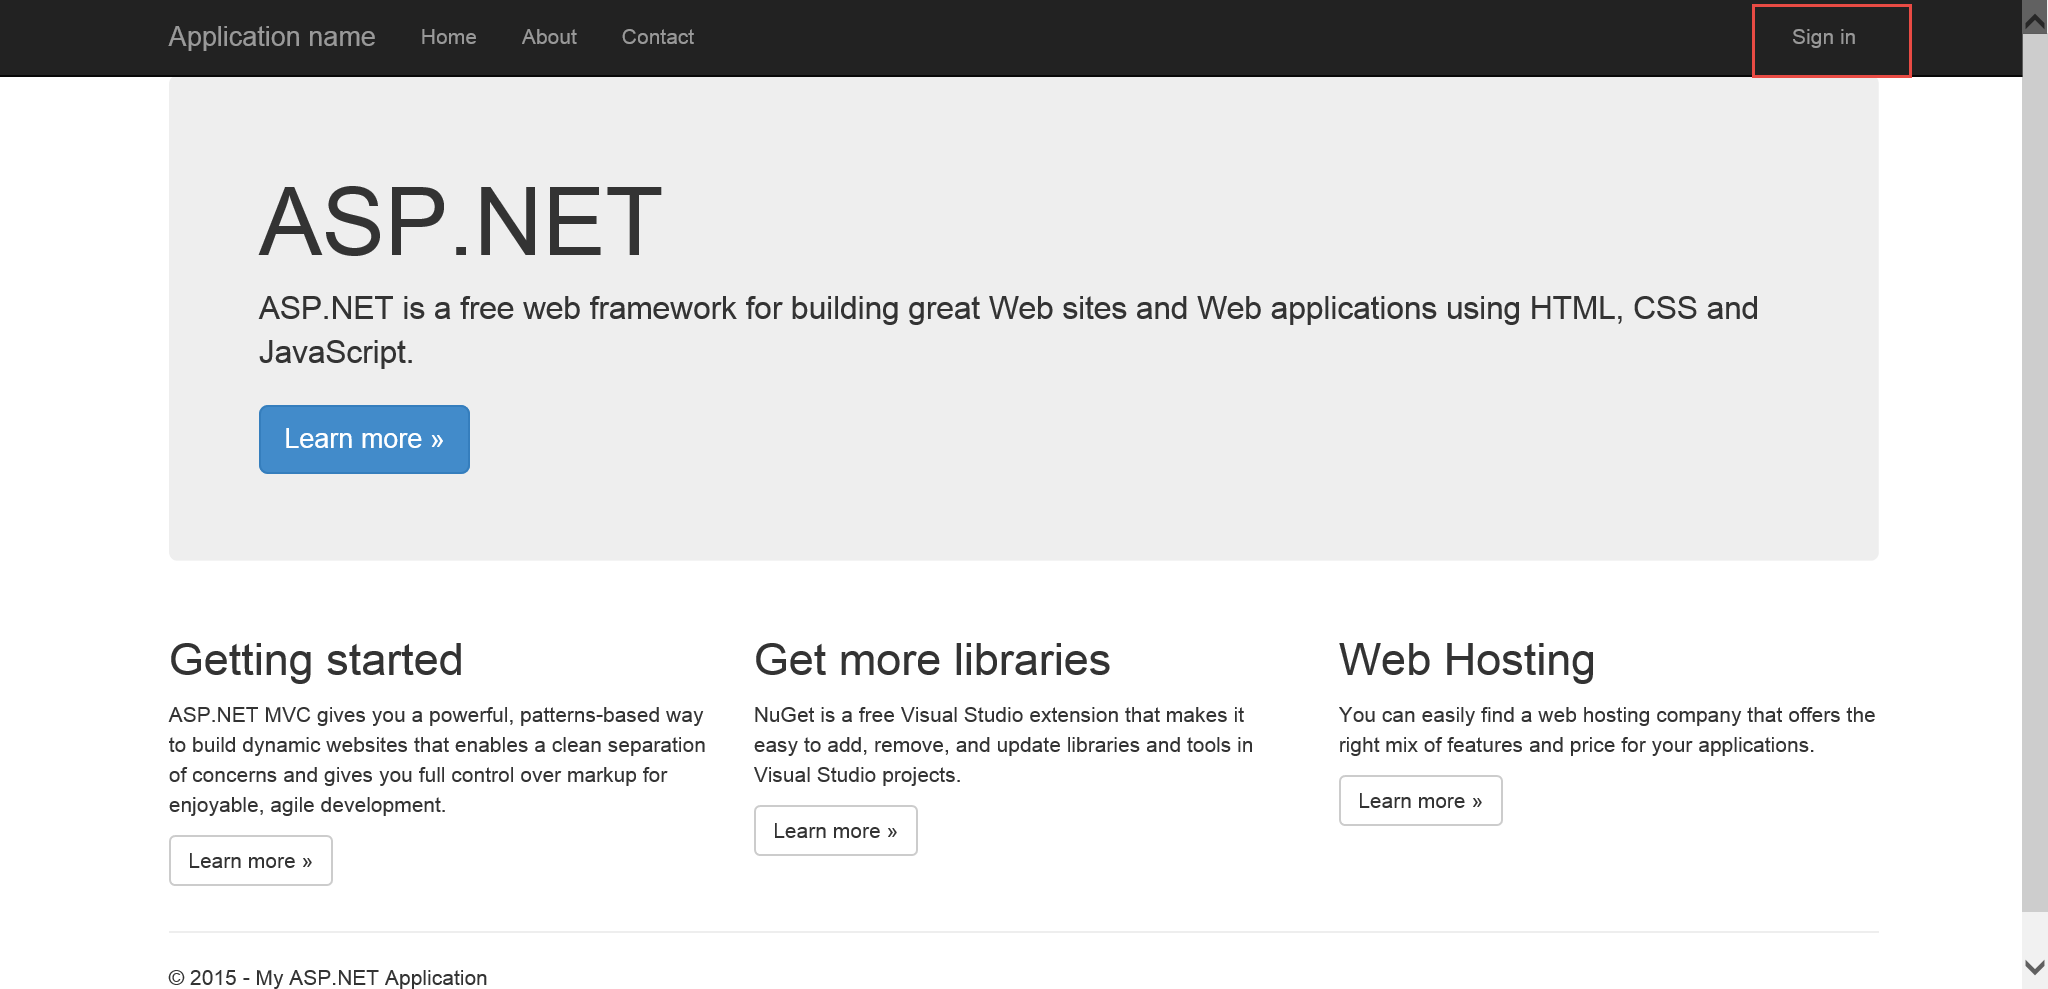 Application name Home About Contact Sign in
ASP.NET
ASP.NET is a free web framework for building great Web sites and Web applications using HTML, CSS and
JavaScript.
Learn more »
Getting started
ASP.NET MVC gives you a powerful, patterns-based way
to build dynamic websites that enables a clean separation
of concerns and gives you full control over markup for
enjoyable, agile development.
Learn more »
Get more libraries
NuGet is a free Visual Studio extension that makes it
easy to add, remove, and update libraries and tools in
Visual Studio projects.
Learn more »
Web Hosting
You can easily find a web hosting company that offers the
right mix of features and price for your applications.
Learn more »
© 2015 - My ASP.NET Application